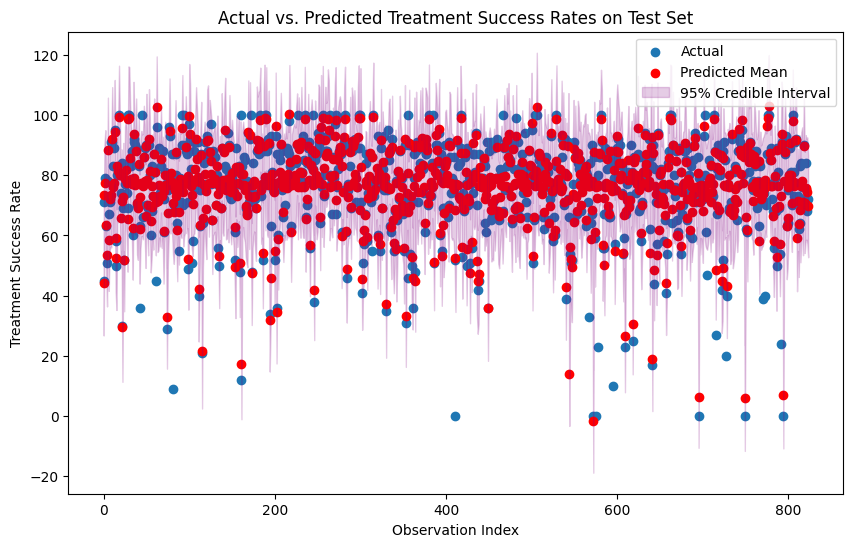 Actual vs. Predicted Treatment Success Rates on Test Set
Treatment Success Rate
120
100
80
60
40
20
0
−20
Actual
Predicted Mean
95% Credible Interval
0
200
400
600
800
Observation Index